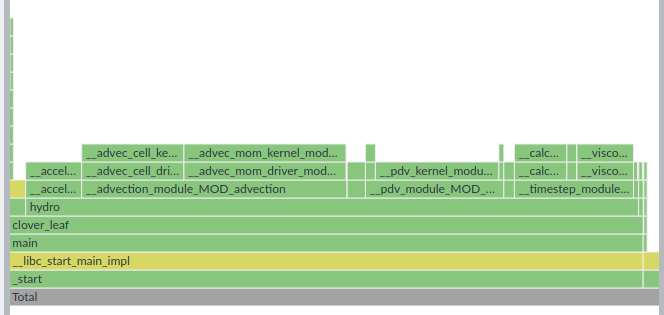 __advec_cell_ke... __advec_mom_kernel_mod... __calc... __visco...
__accel... __advec_cell_dri... __advec_mom_driver_mod... __pdv_kernel_modu... __calc... __visco...
__accel... __advection_module_MOD_advection __pdv_module_MOD_... __timestep_module...
hydro
clover_leaf
main
__libc_start_main_impl
_start
Total